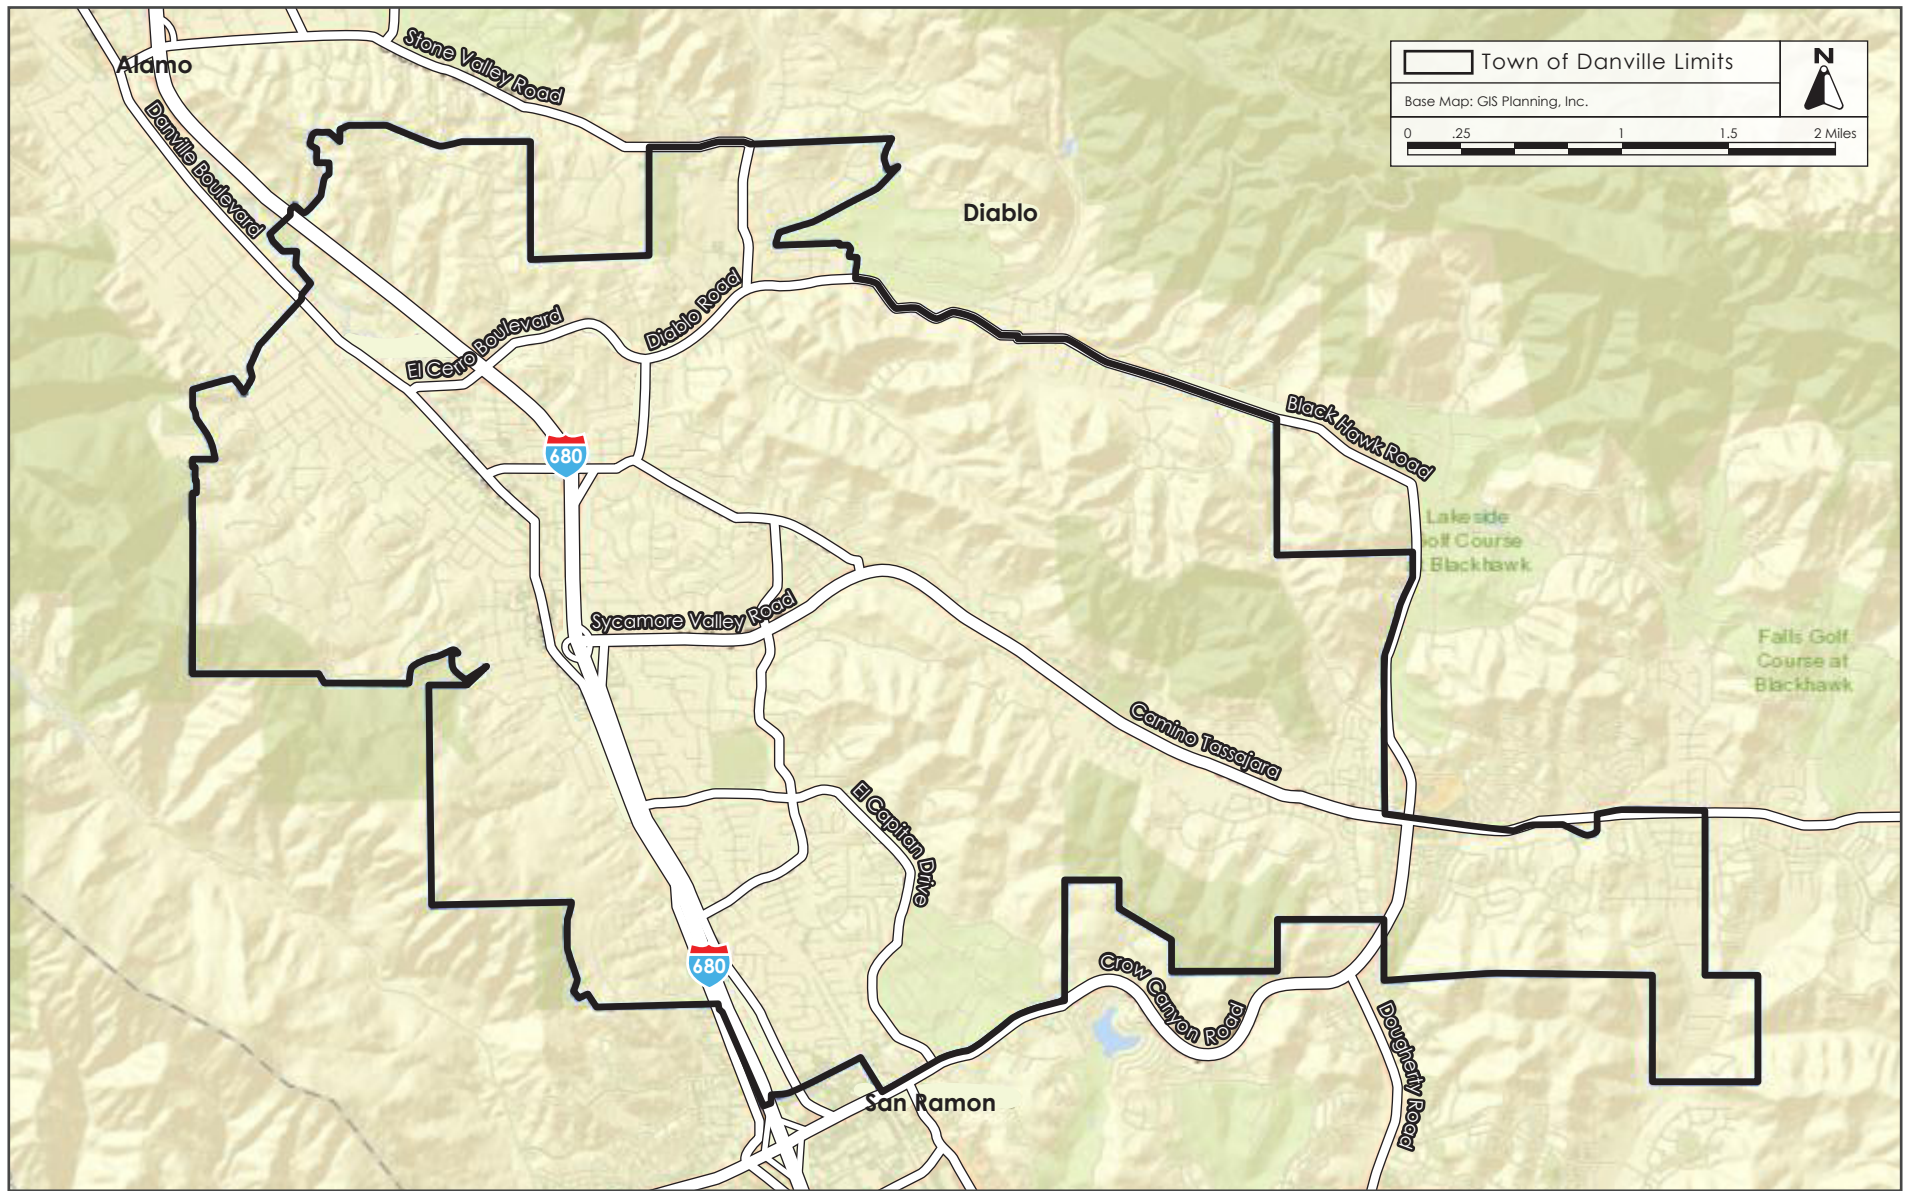 Alamo
Stone Valley Road
Town of Danville Limits
N
Base Map: GIS Planning, Inc.
0 .25 1 1.5 2 Miles
Danville Boulevard
Diablo
Diablo Road
El Cerro Boulevard
Black Hawk Road
680
Lakeside
olf Course
Blackhawk
Sycamore Valley Road
Falls Golf
Course at
Blackhawk
Camino Tassajara
El Capitan Drive
680
Crow Canyon Road
Dougherty Road
San Ramon